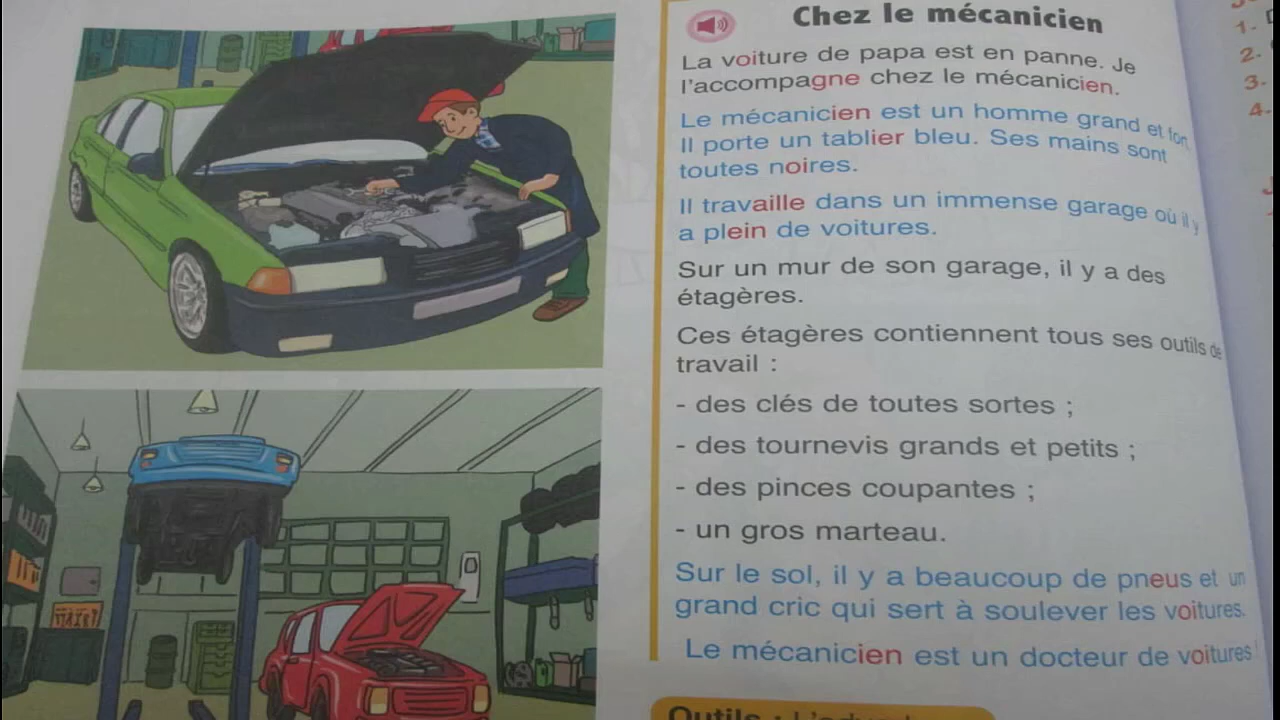 Chez le mécanicien
La voiture de papa est en panne. Je
l'accompagne chez le mécanicien.
Le mécanicien est un homme grand et fort.
Il porte un tablier bleu. Ses mains sont
toutes noires.
Il travaille dans un immense garage où il y
a plein de voitures.
Sur un mur de son garage, il y a des
étagères.
Ces étagères contiennent tous ses outils de
travail :
- des clés de toutes sortes ;
- des tournevis grands et petits ;
- des pinces coupantes ;
- un gros marteau.
Sur le sol, il y a beaucoup de pneus et un
grand cric qui sert à soulever les voitures.
Le mécanicien est un docteur de voitures !
Outils :
1-
2-
3-
4-